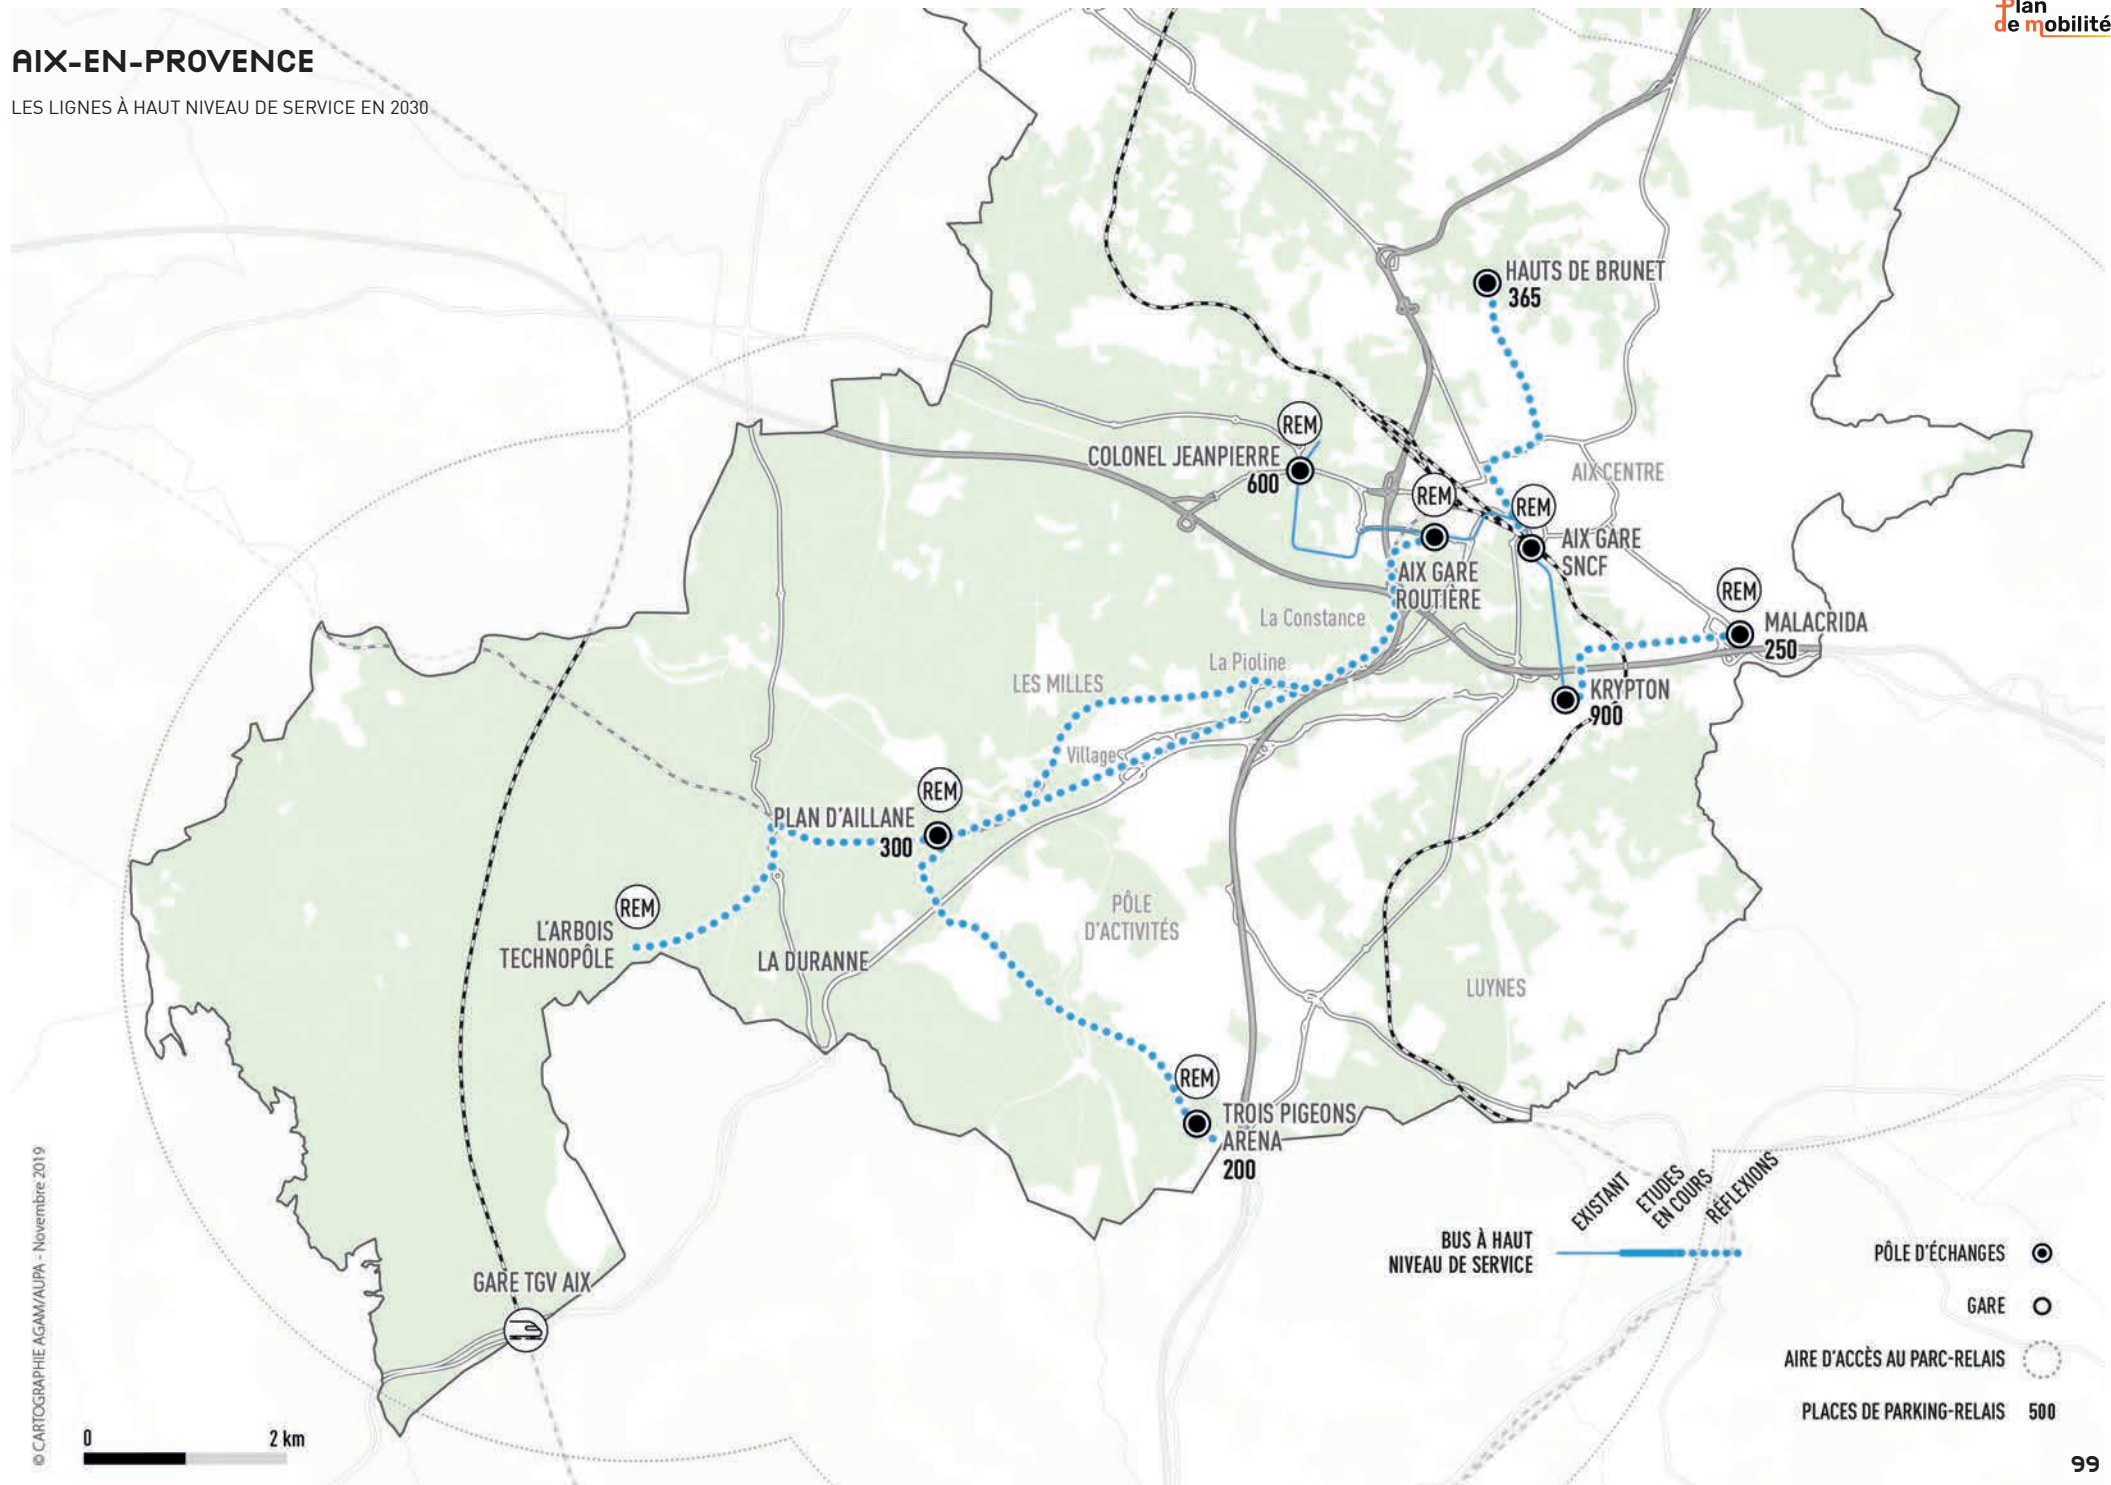 Plan
de mobilité
AIX-EN-PROVENCE
LES LIGNES À HAUT NIVEAU DE SERVICE EN 2030
HAUTS DE BRUNET
365
REM
COLONEL JEANPIERRE
600
AIX CENTRE
REM
REM
AIX GARE
SNCF
AIX GARE
ROUTIÈRE
REM
MALACRIDA
250
La Constance
La Pioline
LES MILLES
KRYPTON
900
Village
REM
PLAN D'AILLANE
300
REM
L'ARBOIS
TECHNOPÔLE
LA DURANNE
PÔLE
D'ACTIVITÉS
LUYNES
REM
TROIS PIGEONS
ARENA
200
GARE TGV AIX
EXISTANT
ETUDES
EN COURS
RÉFLEXIONS
BUS À HAUT
NIVEAU DE SERVICE
PÔLE D'ÉCHANGES
GARE
AIRE D'ACCÈS AU PARC-RELAIS
PLACES DE PARKING-RELAIS 500
0 2 km
© CARTOGRAPHIE AGAM/AUPA - Novembre 2019
99